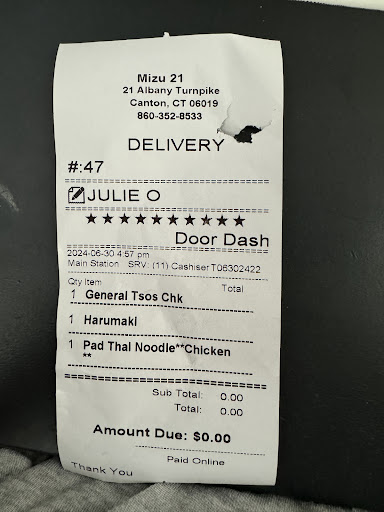 Mizu 21
21 Albany Turnpike
Canton, CT 06019
860-352-8533
DELIVERY
#:47
JULIE O
★★★★★★★★★★
Door Dash
2024-06-30 4:57 pm
Main Station SRV: (11) Cashiser T06302422
Qty Item Total
1 General Tsos Chk
1 Harumaki
1 Pad Thai Noodle**Chicken
**
Sub Total: 0.00
Total: 0.00
Amount Due: $0.00
Paid Online
Thank You